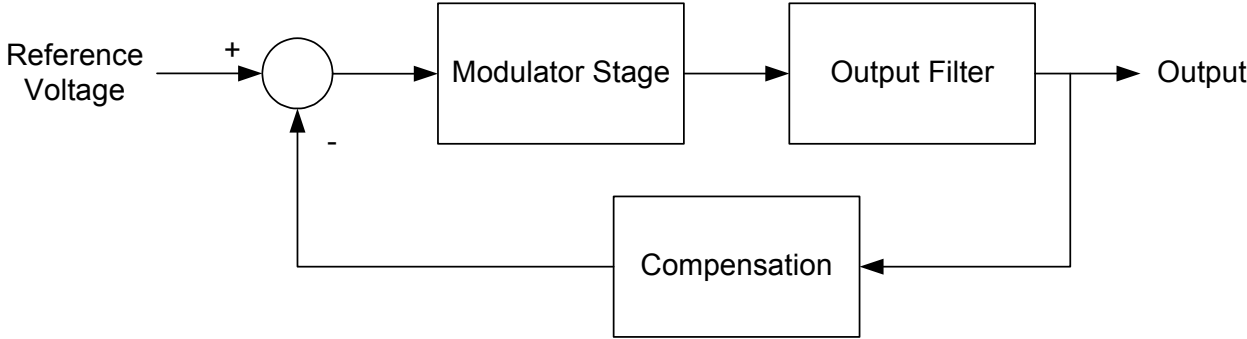 Reference
Voltage
+
-
Modulator Stage
Output Filter
Output
Compensation